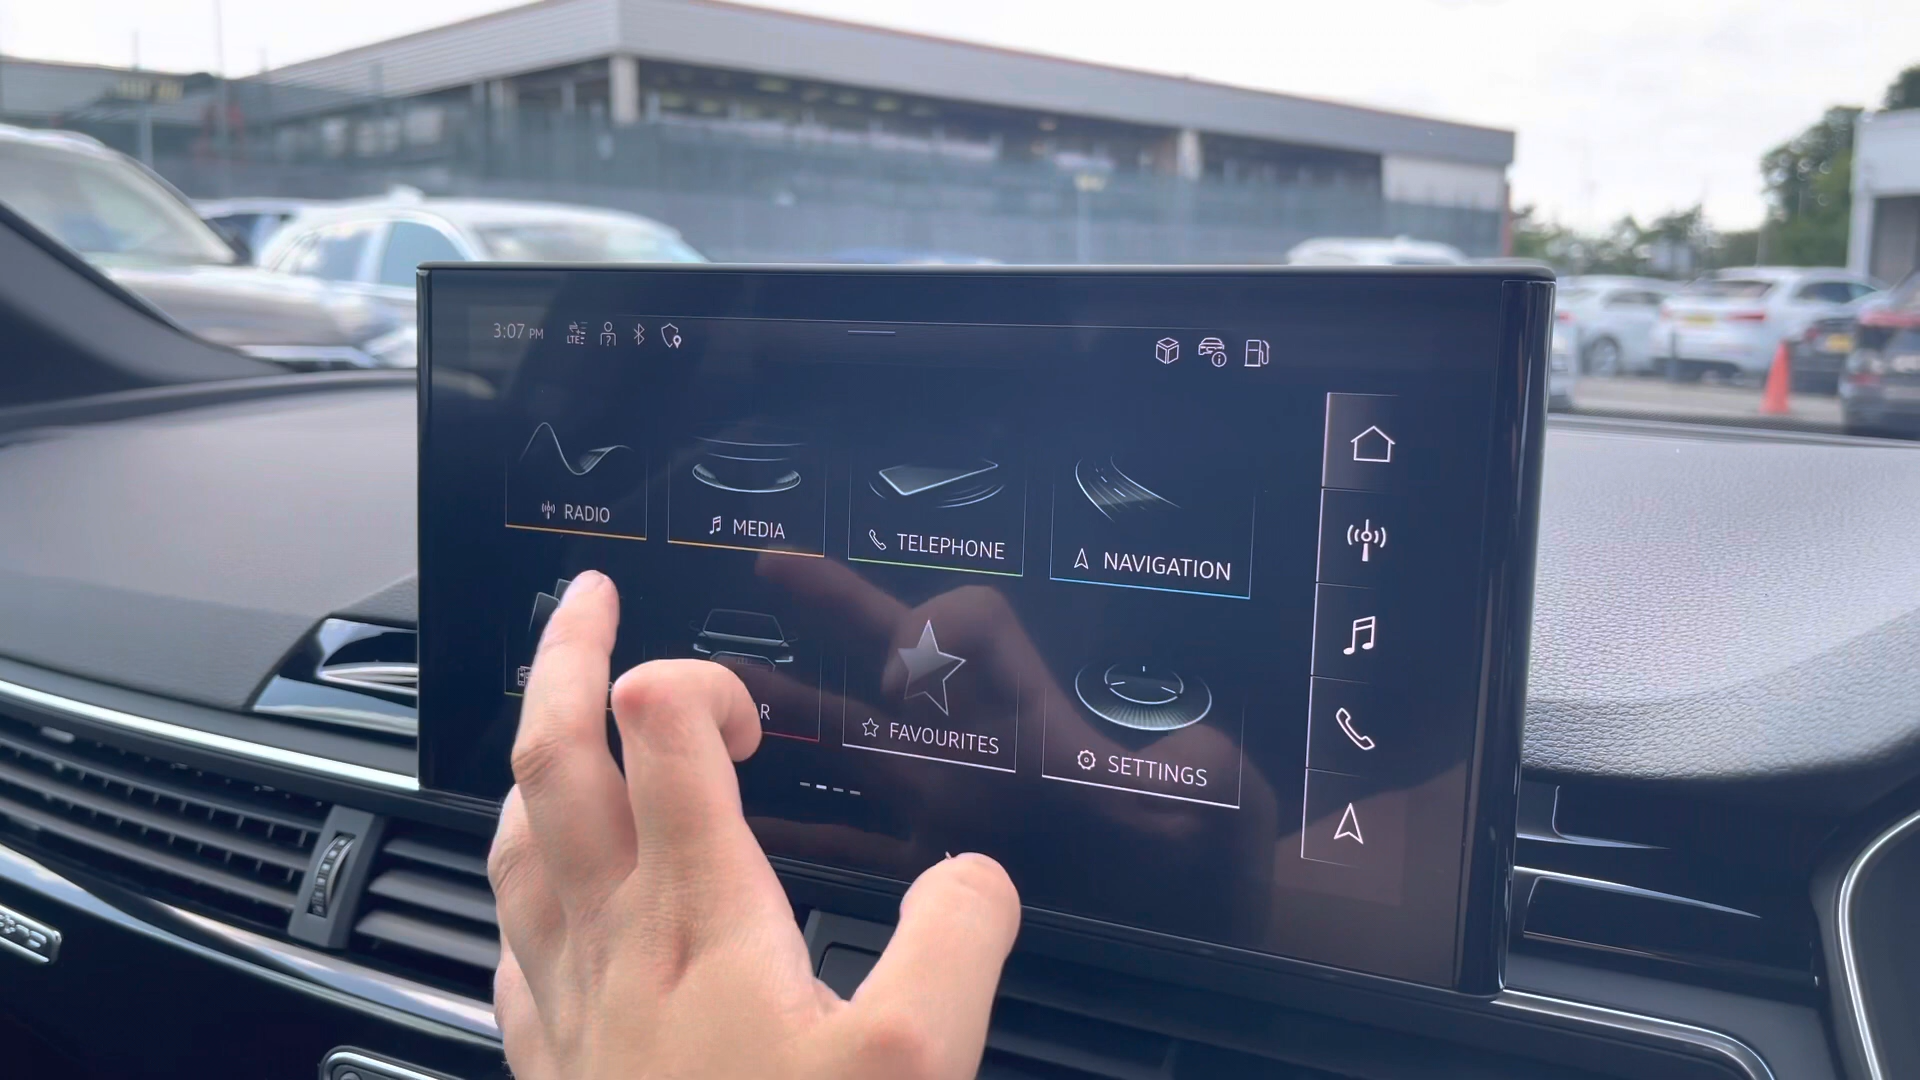 3:07 PM
LTE
RADIO
MEDIA
TELEPHONE
NAVIGATION
FAVOURITES
SETTINGS